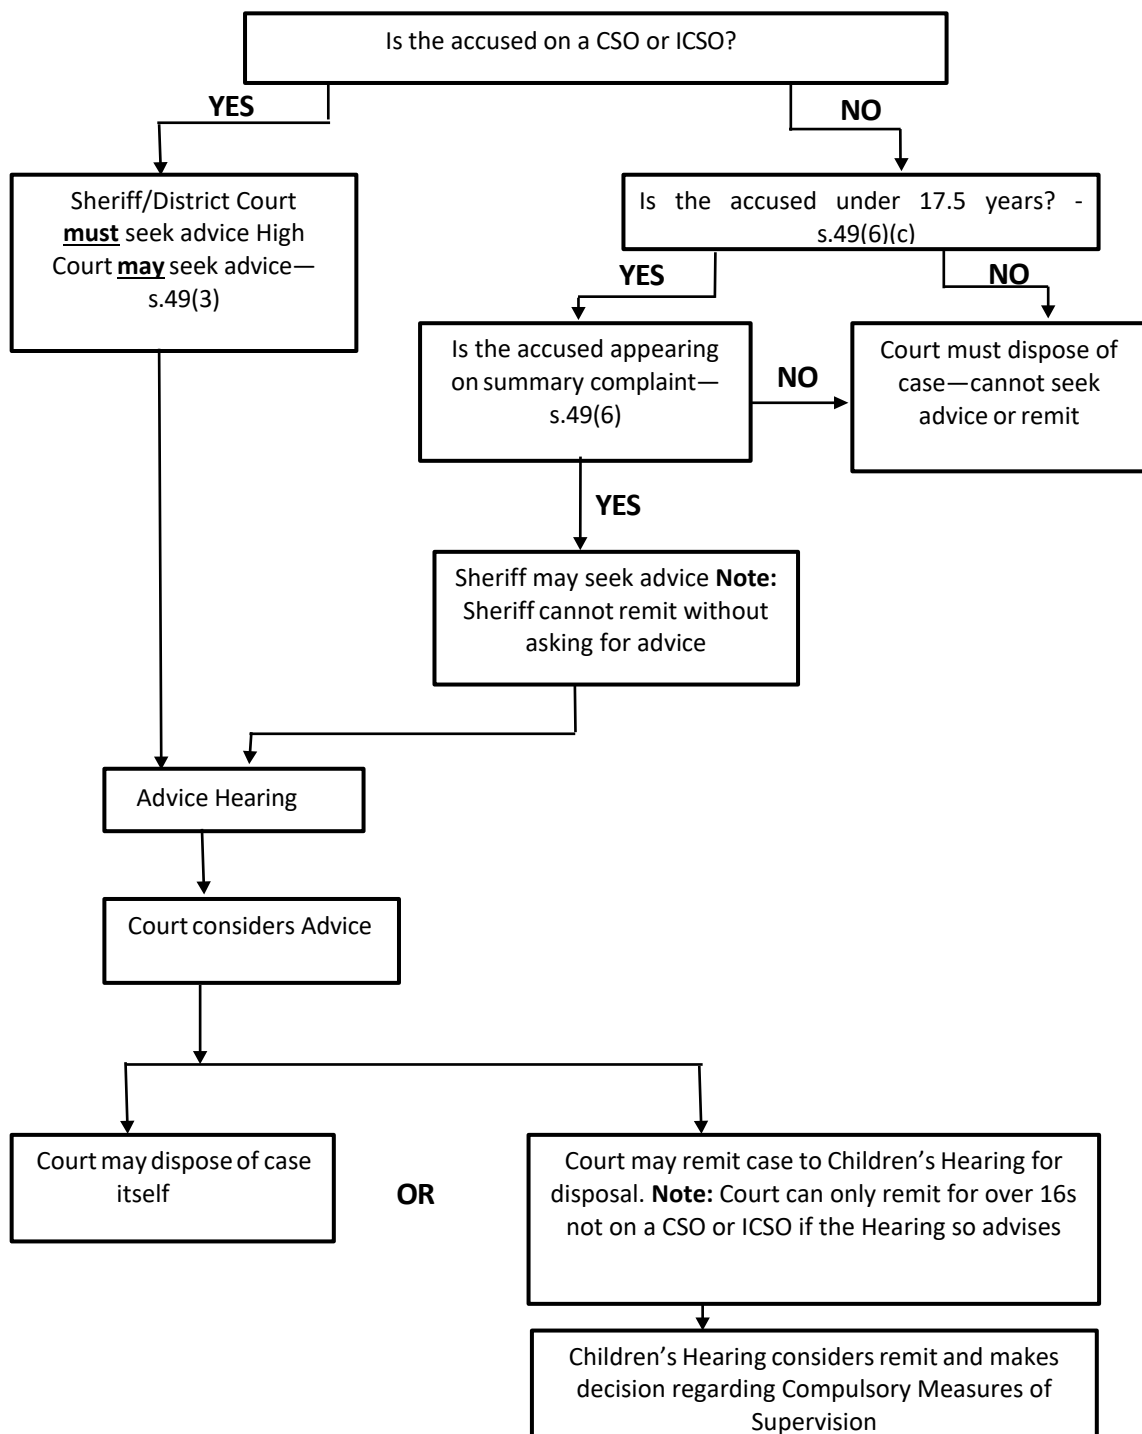 Is the accused on a CSO or ICSO?
YES
NO
Sheriff/District Court
must seek advice High
Court may seek advice—
s.49(3)
Is the accused under 17.5 years? -
s.49(6)(c)
YES
NO
Is the accused appearing
on summary complaint—
s.49(6)
NO
Court must dispose of
case—cannot seek
advice or remit
YES
Sheriff may seek advice Note:
Sheriff cannot remit without
asking for advice
Advice Hearing
Court considers Advice
Court may dispose of case
itself
OR
Court may remit case to Children’s Hearing for
disposal. Note: Court can only remit for over 16s
not on a CSO or ICSO if the Hearing so advises
Children’s Hearing considers remit and makes
decision regarding Compulsory Measures of
Supervision